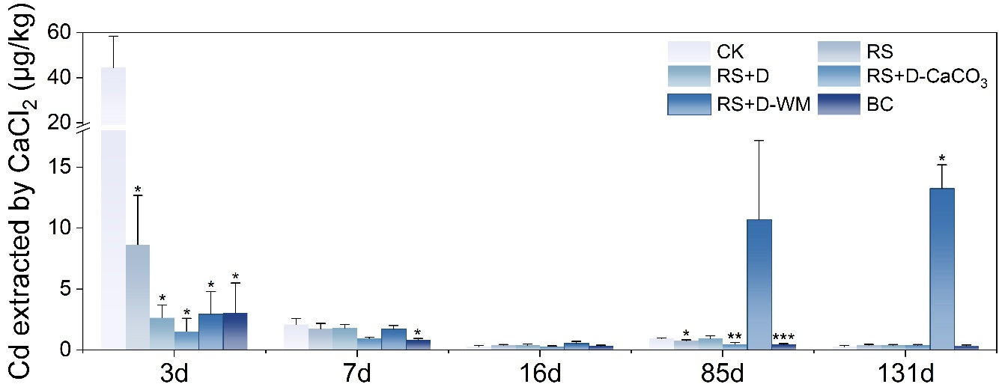 Cd extracted by CaCl₂ (µg/kg)
60
40
20
15
10
5
0
CK
RS
RS+D
RS+D-CaCO₃
RS+D-WM
BC
*
*
*
*
*
*
*
**
***
*
3d
7d
16d
85d
131d